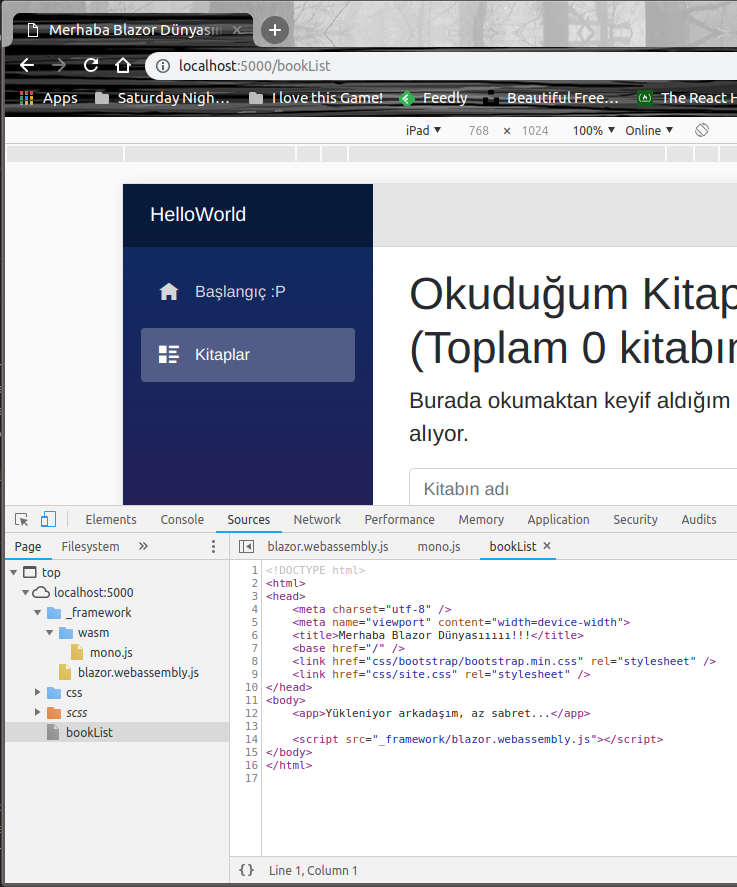 Merhaba Blazor Dünyası
localhost:5000/bookList
Apps Saturday Nigh... I love this Game! Feedly Beautiful Free... The React H
iPad ▼ 768 × 1024 100% ▼ Online ▼
HelloWorld
Başlangıç :P
Kitaplar
Okuduğum Kitap
(Toplam 0 kitabın
Burada okumaktan keyif aldığım
alıyor.
Kitabın adı
Elements Console Sources Network Performance Memory Application Security Audits
Page Filesystem »
blazor.webassembly.js mono.js bookList ×
top
localhost:5000
_framework
wasm
mono.js
blazor.webassembly.js
css
scss
bookList
1 <!DOCTYPE html>
2 <html>
3 <head>
4 <meta charset="utf-8" />
5 <meta name="viewport" content="width=device-width">
6 <title>Merhaba Blazor Dünyasııııı!!!</title>
7 <base href="/" />
8 <link href="css/bootstrap/bootstrap.min.css" rel="stylesheet" />
9 <link href="css/site.css" rel="stylesheet" />
10 </head>
11 <body>
12 <app>Yükleniyor arkadaşım, az sabret...</app>
13
14 <script src="_framework/blazor.webassembly.js"></script>
15 </body>
16 </html>
17
{} Line 1, Column 1